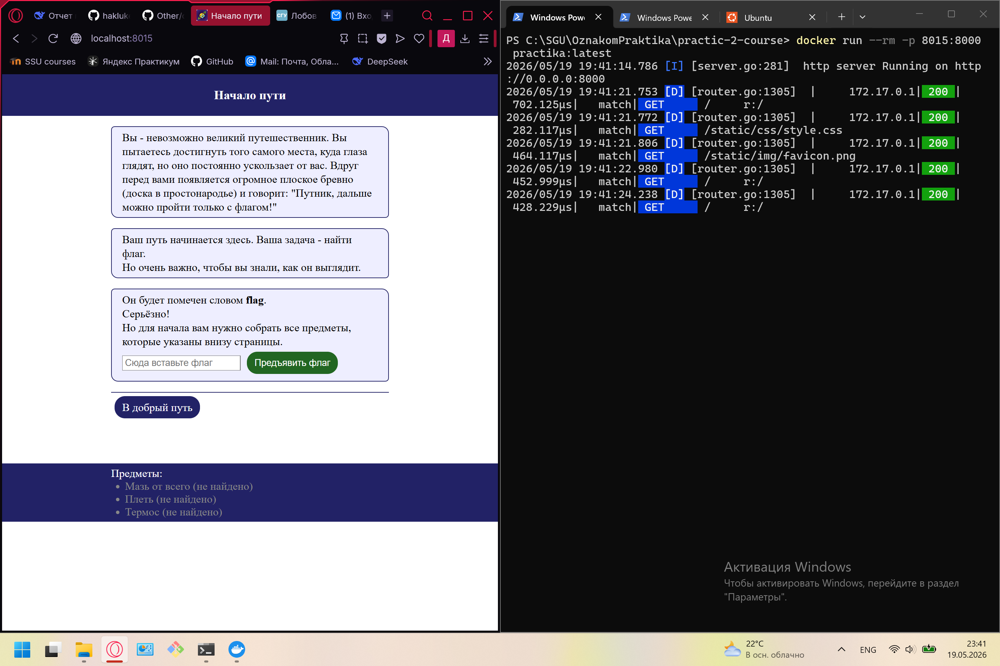 Отчет
hakluk
Other/c
Начало пути
СГУ Лобов
(1) Вхо
localhost:8015
Д
SSU courses
Яндекс Практикум
GitHub
Mail: Почта, Обла...
DeepSeek
Начало пути
Вы - невозможно великий путешественник. Вы
пытаетесь достигнуть того самого места, куда глаза
глядят, но оно постоянно ускользает от вас. Вдруг
перед вами появляется огромное плоское бревно
(доска в простонародье) и говорит: "Путник, дальше
можно пройти только с флагом!"
Ваш путь начинается здесь. Ваша задача - найти
флаг.
Но очень важно, чтобы вы знали, как он выглядит.
Он будет помечен словом flag.
Серьёзно!
Но для начала вам нужно собрать все предметы,
которые указаны внизу страницы.
Сюда вставьте флаг
Предъявить флаг
В добрый путь
Предметы:
• Мазь от всего (не найдено)
• Плеть (не найдено)
• Термос (не найдено)
Windows Pow
Windows Powe
Ubuntu
PS C:\SGU\OznakomPraktika\practic-2-course> docker run --rm -p 8015:8000
practika:latest
2026/05/19 19:41:14.786 [I] [server.go:281]  http server Running on http
://0.0.0.0:8000
2026/05/19 19:41:21.753 [D] [router.go:1305]  |     172.17.0.1| 200 |
702.125µs|   match| GET      /     r:/
2026/05/19 19:41:21.772 [D] [router.go:1305]  |     172.17.0.1| 200 |
282.117µs|   match| GET      /static/css/style.css
2026/05/19 19:41:21.806 [D] [router.go:1305]  |     172.17.0.1| 200 |
464.117µs|   match| GET      /static/img/favicon.png
2026/05/19 19:41:22.980 [D] [router.go:1305]  |     172.17.0.1| 200 |
452.999µs|   match| GET      /     r:/
2026/05/19 19:41:24.238 [D] [router.go:1305]  |     172.17.0.1| 200 |
428.229µs|   match| GET      /     r:/
Активация Windows
Чтобы активировать Windows, перейдите в раздел
"Параметры".
22°C
В осн. облачно
ENG
23:41
19.05.2026